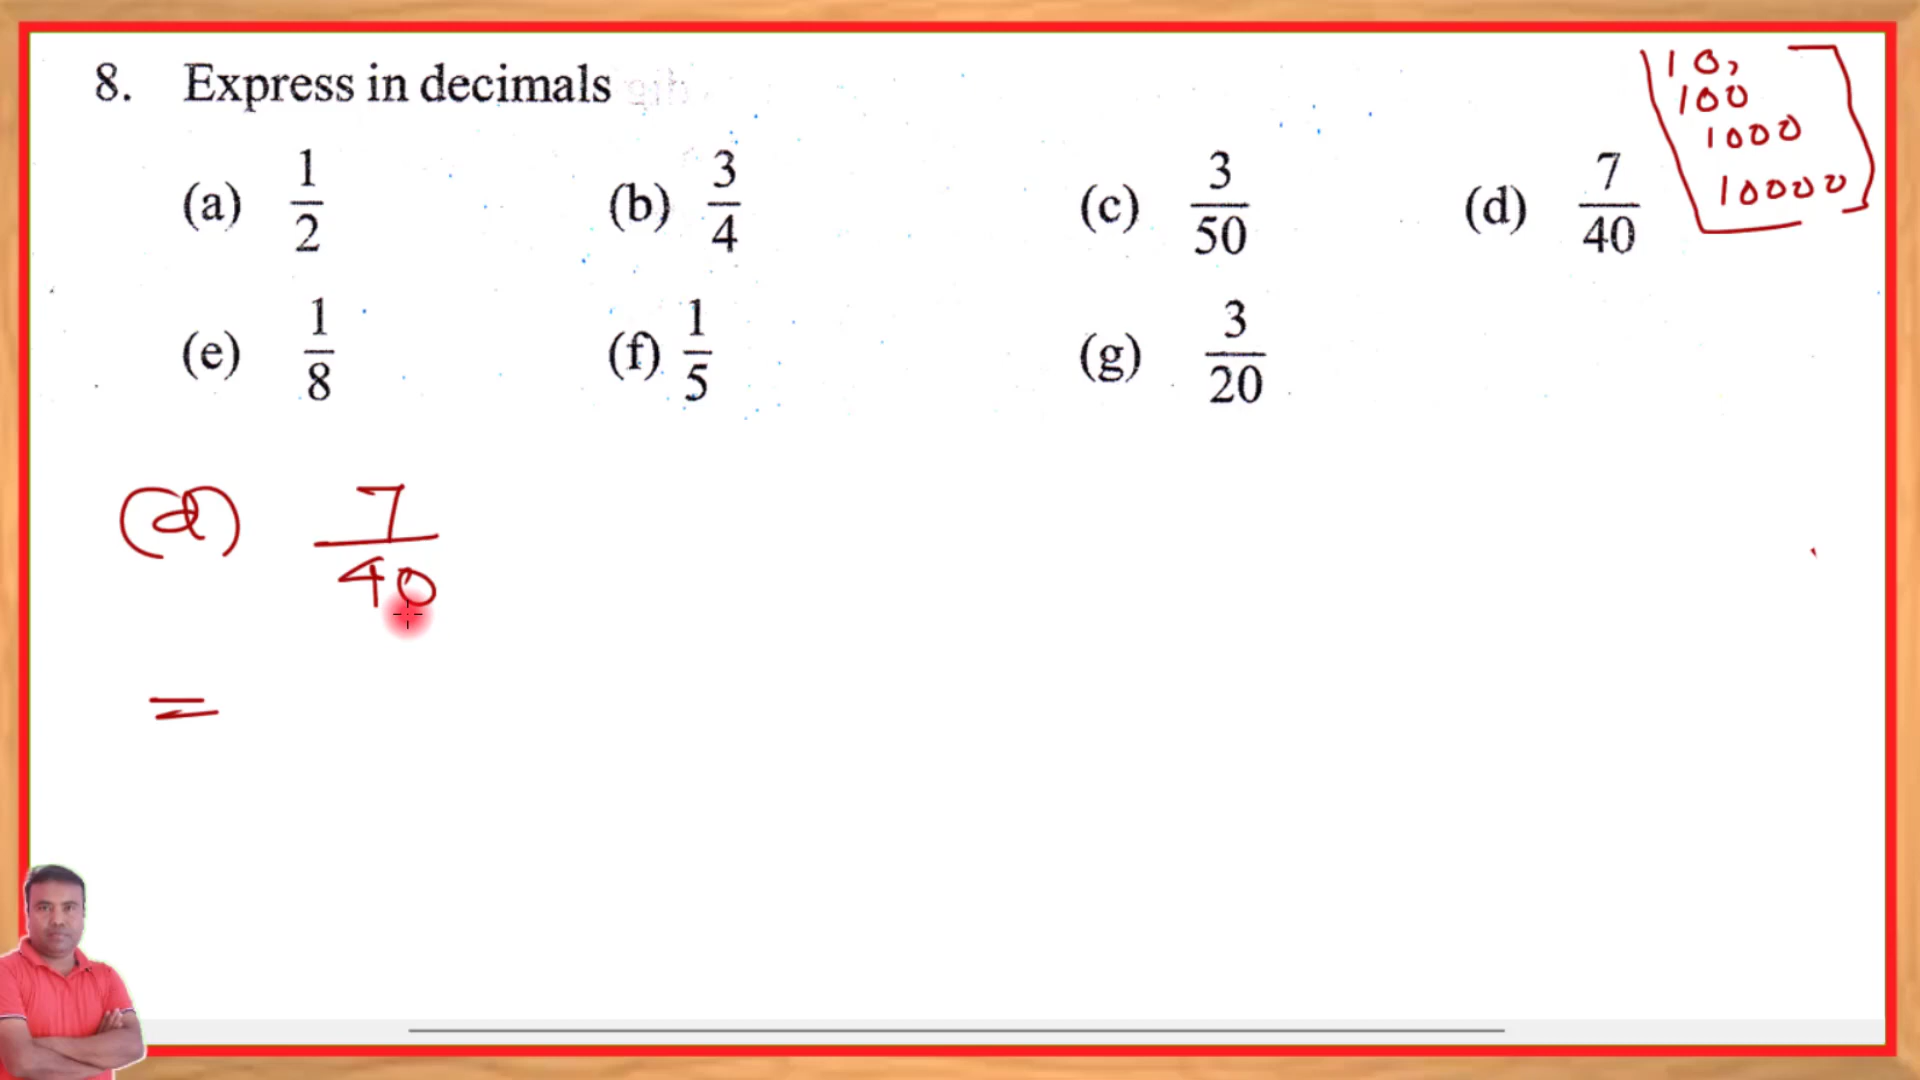 8. Express in decimals
(a) 1/2 (b) 3/4 (c) 3/50 (d) 7/40
(e) 1/8 (f) 1/5 (g) 3/20
10,
100
1000
10000
(d) 7/40
=